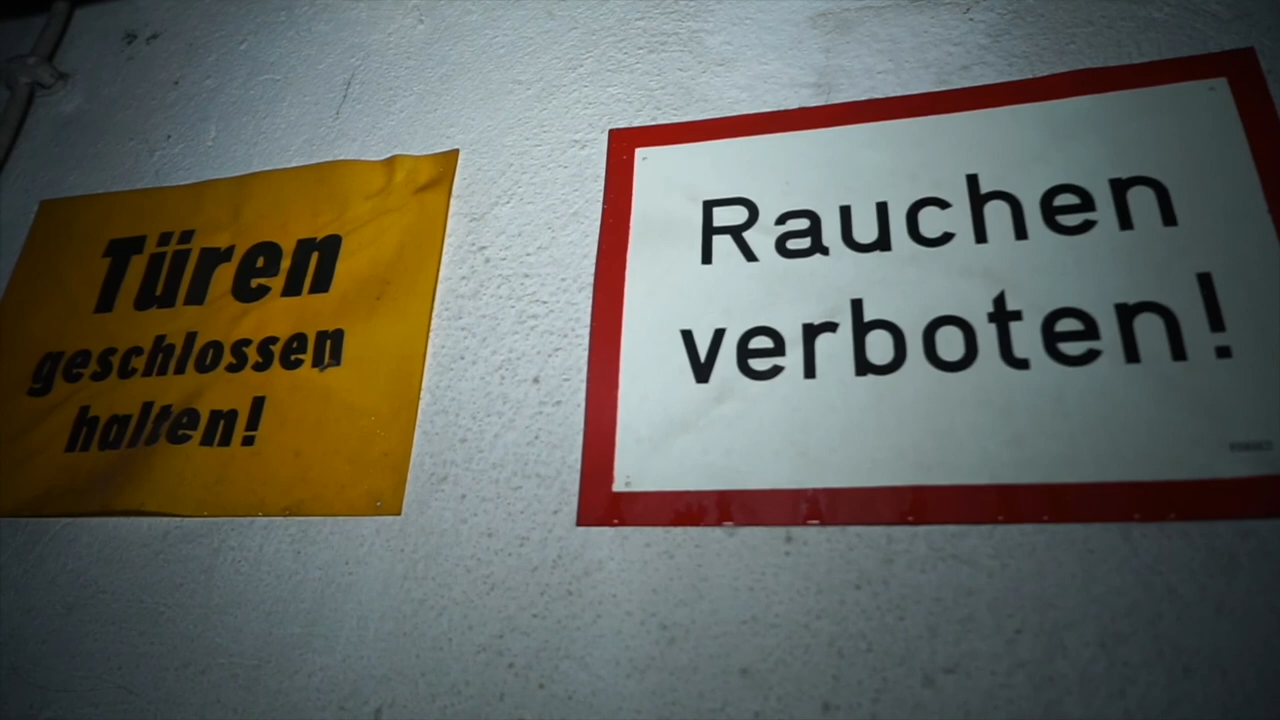 Türen
geschlossen
halten!
Rauchen
verboten!